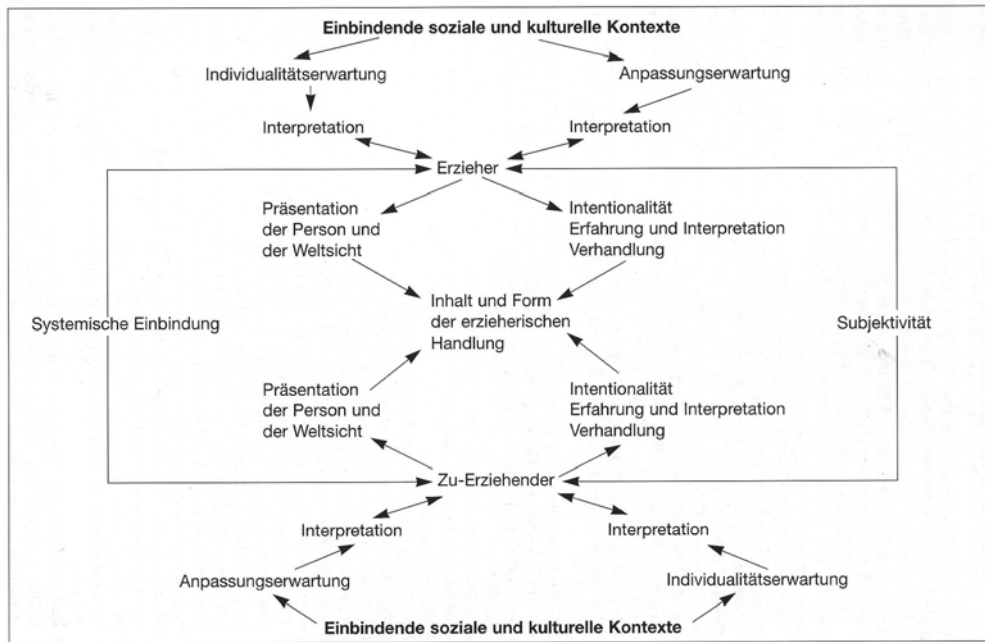 Einbindende soziale und kulturelle Kontexte
Individualitätserwartung
Anpassungserwartung
Interpretation
Interpretation
Erzieher
Präsentation
der Person und
der Weltsicht
Intentionalität
Erfahrung und Interpretation
Verhandlung
Inhalt und Form
der erzieherischen
Handlung
Systemische Einbindung
Subjektivität
Präsentation
der Person und
der Weltsicht
Intentionalität
Erfahrung und Interpretation
Verhandlung
Zu-Erziehender
Interpretation
Interpretation
Anpassungserwartung
Individualitätserwartung
Einbindende soziale und kulturelle Kontexte